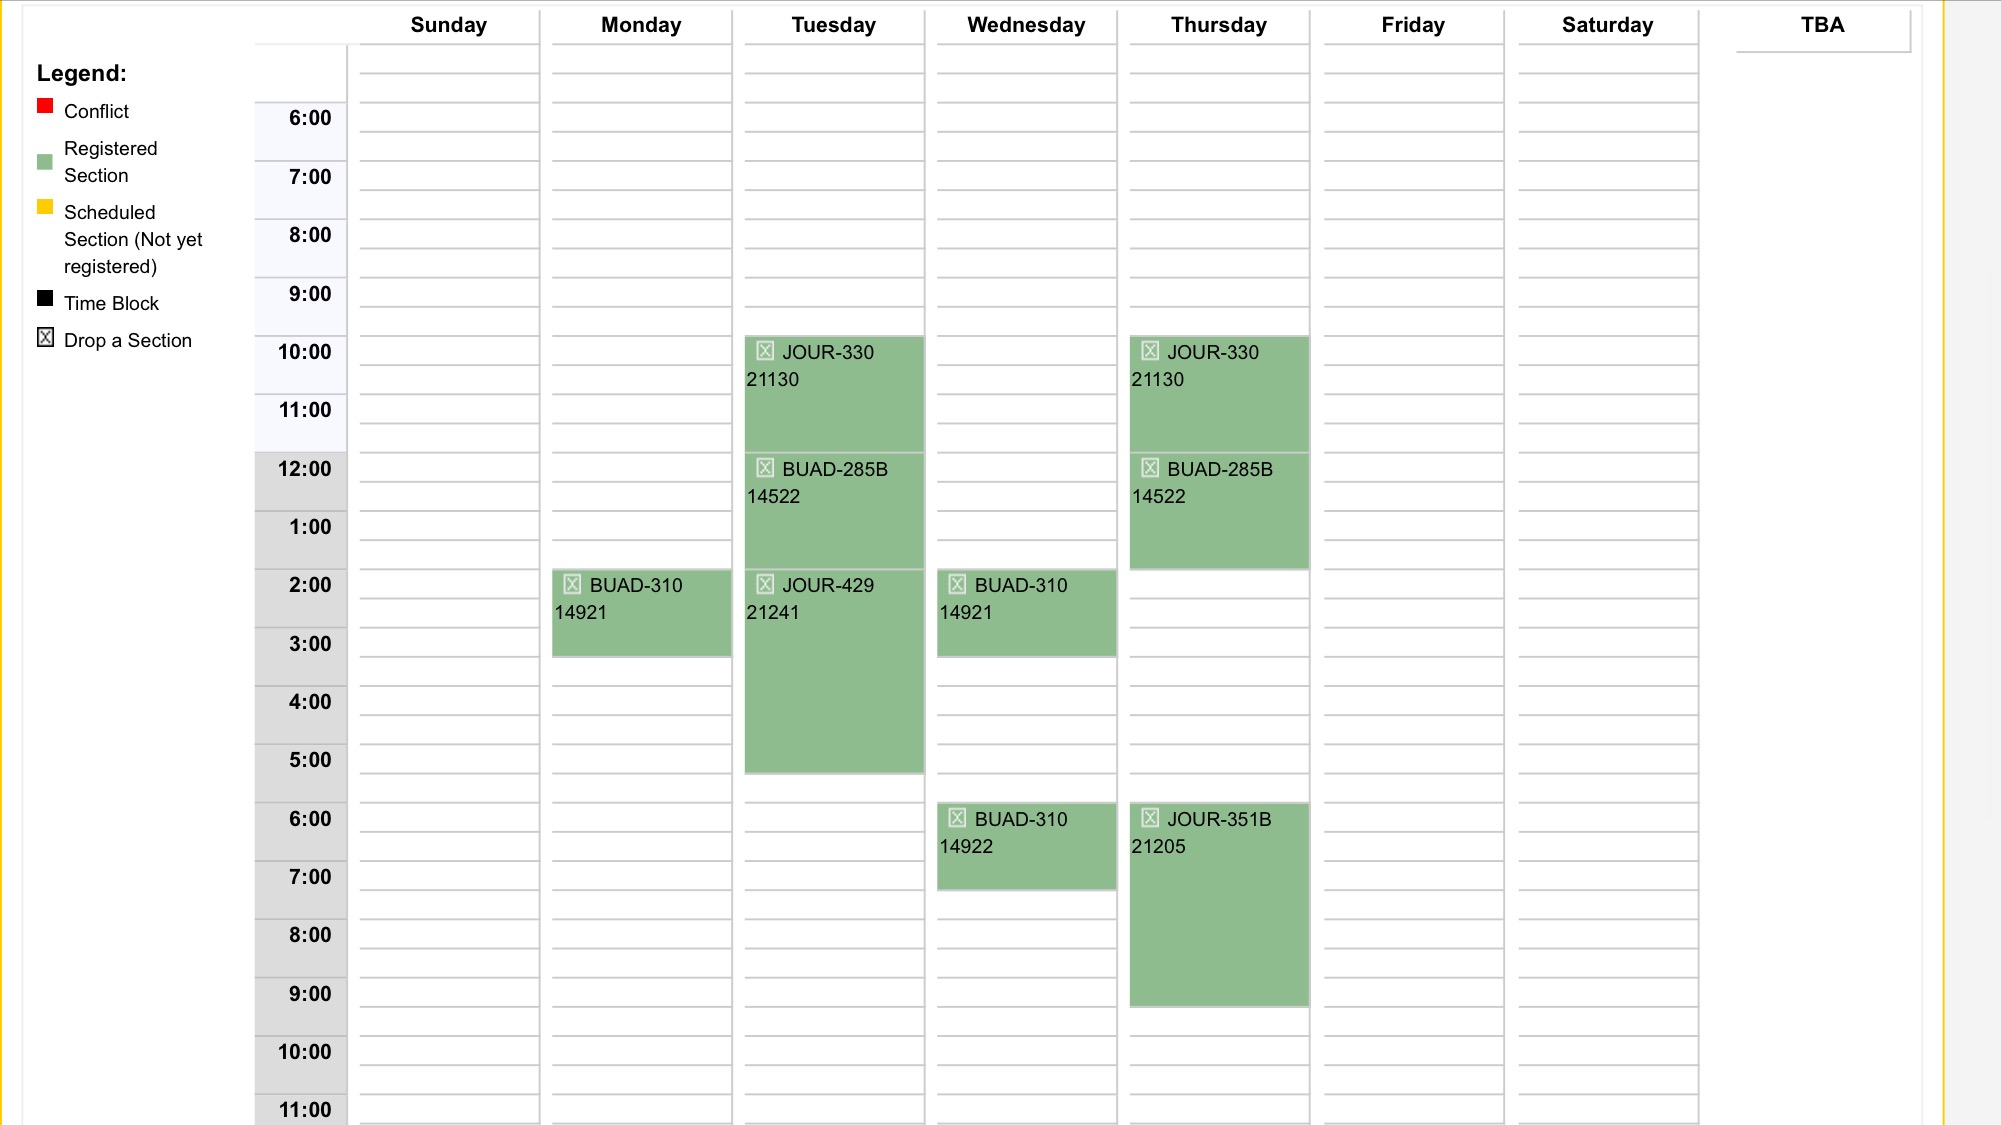 Sunday Monday Tuesday Wednesday Thursday Friday Saturday TBA
Legend:
Conflict
Registered
Section
Scheduled
Section (Not yet
registered)
Time Block
Drop a Section
6:00
7:00
8:00
9:00
10:00 JOUR-330 JOUR-330
21130 21130
11:00
12:00 BUAD-285B BUAD-285B
14522 14522
1:00
2:00 BUAD-310 JOUR-429 BUAD-310
14921 21241 14921
3:00
4:00
5:00
6:00 BUAD-310 JOUR-351B
14922 21205
7:00
8:00
9:00
10:00
11:00